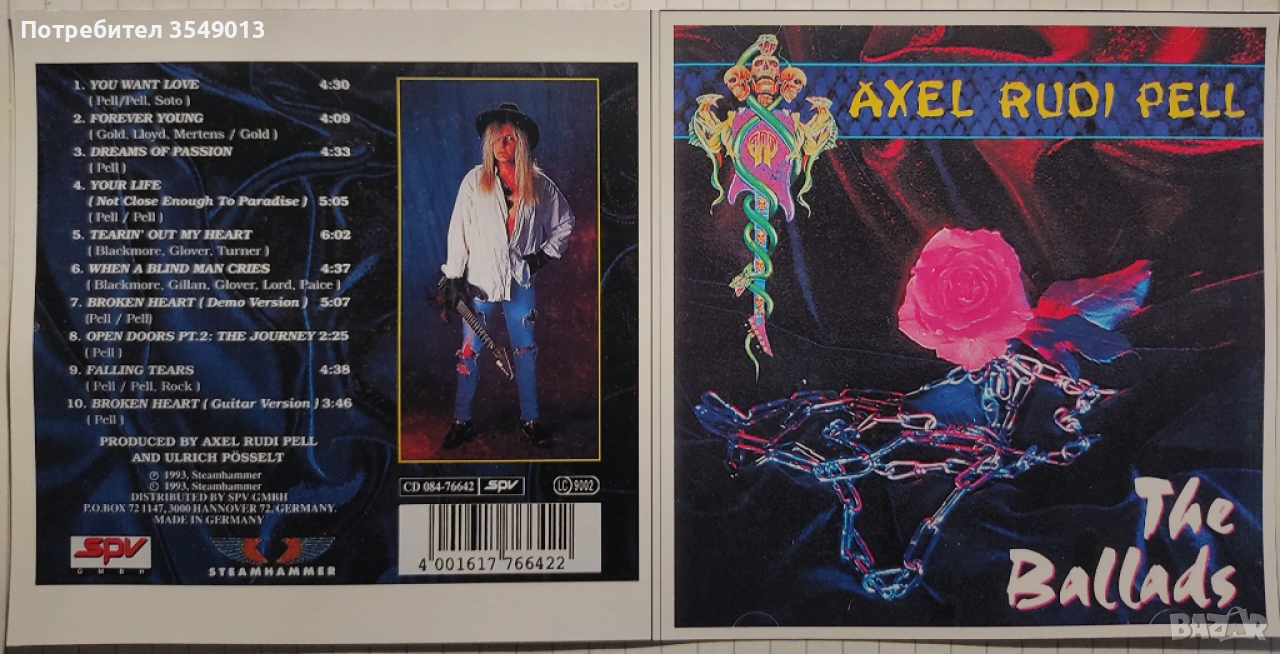 Потребител 3549013
1. YOU WANT LOVE 4:30
( Pell/Pell, Soto )
2. FOREVER YOUNG 4:09
( Gold, Lloyd, Mertens / Gold )
3. DREAMS OF PASSION 4:33
( Pell )
4. YOUR LIFE
( Not Close Enough To Paradise ) 5:05
( Pell / Pell )
5. TEARIN' OUT MY HEART 6:02
( Blackmore, Glover, Turner )
6. WHEN A BLIND MAN CRIES 4:37
( Blackmore, Gillan, Glover, Lord, Paice )
7. BROKEN HEART ( Demo Version ) 5:07
(Pell / Pell)
8. OPEN DOORS PT.2: THE JOURNEY 2:25
( Pell )
9. FALLING TEARS 4:38
( Pell / Pell, Rock )
10. BROKEN HEART ( Guitar Version ) 3:46
( Pell )
PRODUCED BY AXEL RUDI PELL
AND ULRICH PÖSSELT
℗ 1993, Steamhammer
© 1993, Steamhammer
DISTRIBUTED BY SPV GMBH
P.O.BOX 72 1147, 3000 HANNOVER 72, GERMANY.
MADE IN GERMANY
SPV
GMBH
STEAMHAMMER
CD 084-76642 SPV
LC 9002
4 001617 766422
AXEL RUDI PELL
The
Ballads
BAZAR